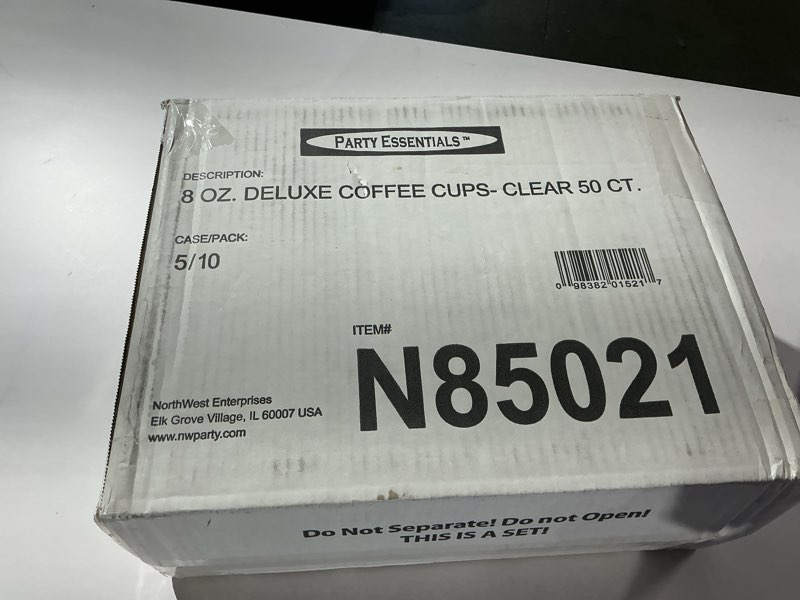 PARTY ESSENTIALS™
DESCRIPTION:
8 OZ. DELUXE COFFEE CUPS- CLEAR 50 CT.
CASE/PACK:
5/10
0 98382 01521 7
ITEM#
N85021
NorthWest Enterprises
Elk Grove Village, IL 60007 USA
www.nwparty.com
Do Not Separate! Do not Open!
THIS IS A SET!